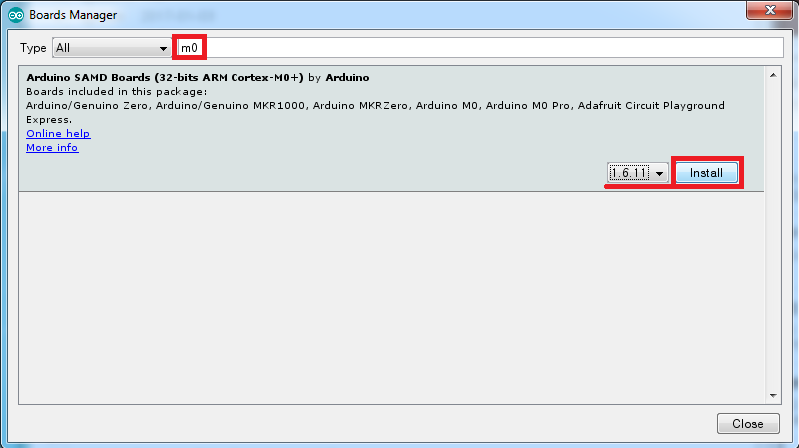 Boards Manager
Type All m0
Arduino SAMD Boards (32-bits ARM Cortex-M0+) by Arduino
Boards included in this package:
Arduino/Genuino Zero, Arduino/Genuino MKR1000, Arduino MKRZero, Arduino M0, Arduino M0 Pro, Adafruit Circuit Playground
Express.
Online help
More info
1.6.11 Install
Close